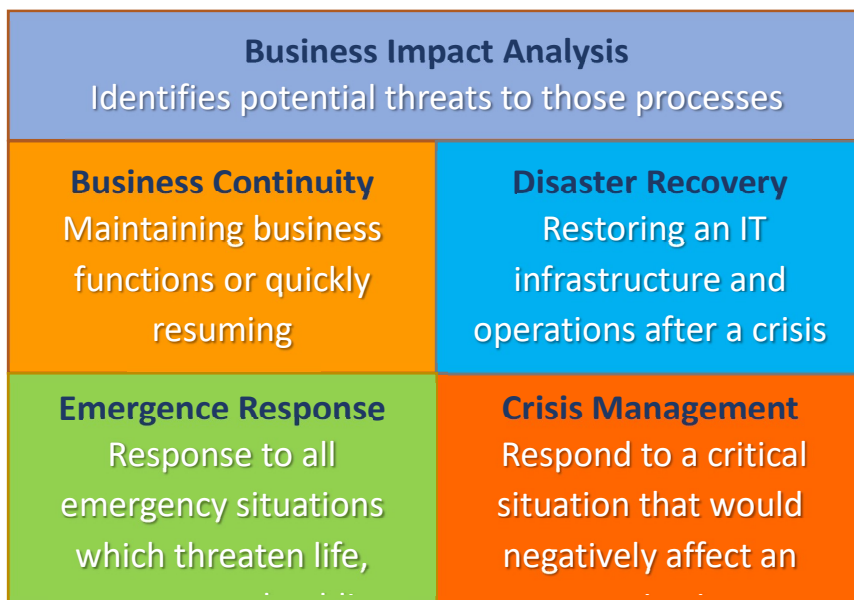 Business Impact Analysis
Identifies potential threats to those processes
Business Continuity
Maintaining business
functions or quickly
resuming
Disaster Recovery
Restoring an IT
infrastructure and
operations after a crisis
Emergence Response
Response to all
emergency situations
which threaten life,
Crisis Management
Respond to a critical
situation that would
negatively affect an